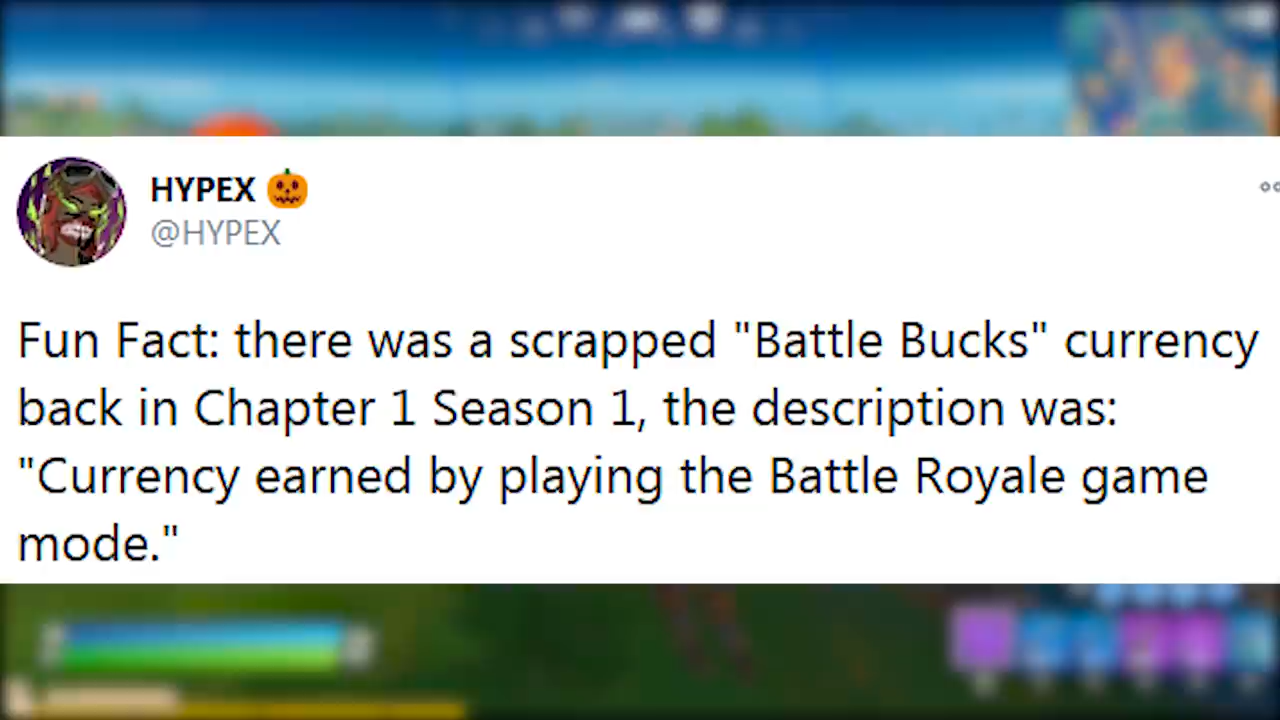 HYPEX 🎃
@HYPEX
Fun Fact: there was a scrapped "Battle Bucks" currency
back in Chapter 1 Season 1, the description was:
"Currency earned by playing the Battle Royale game
mode."